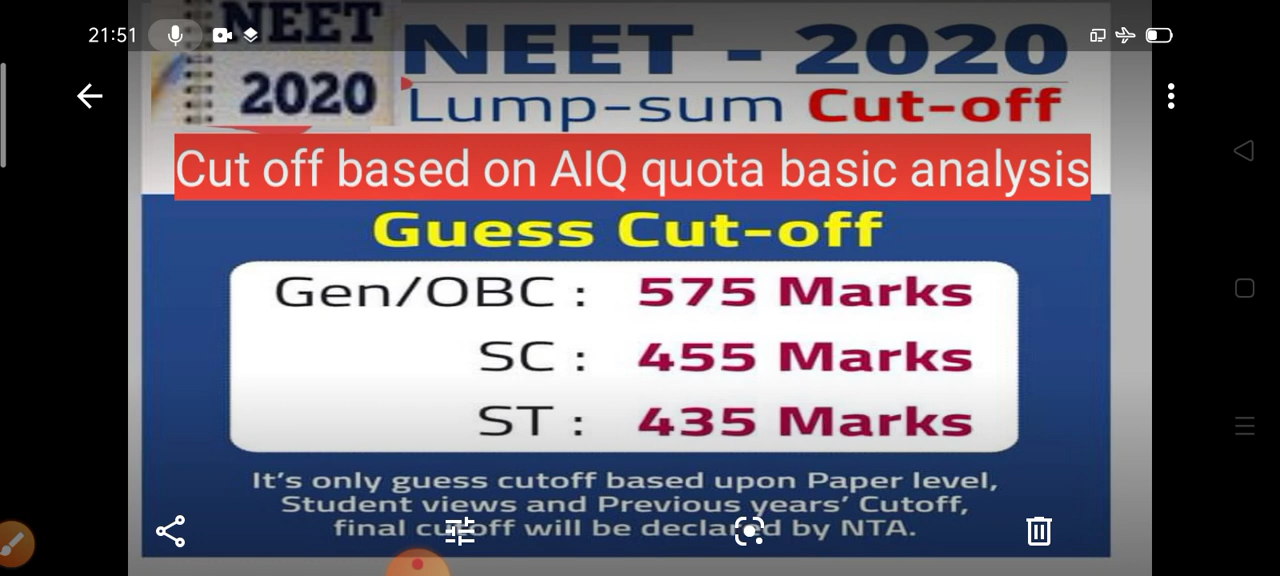 21:51
NEET
2020
NEET - 2020
Lump-sum Cut-off
Cut off based on AIQ quota basic analysis
Guess Cut-off
Gen/OBC : 575 Marks
SC : 455 Marks
ST : 435 Marks
It's only guess cutoff based upon Paper level,
Student views and Previous years' Cutoff,
final cutoff will be declared by NTA.